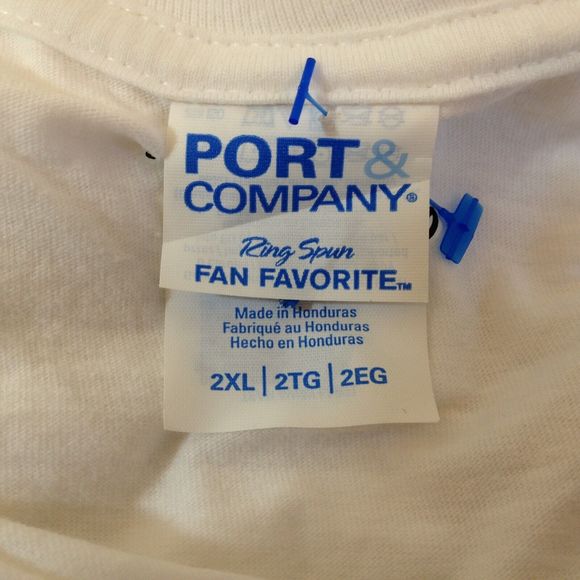 PORT &
COMPANY®
Ring Spun
FAN FAVORITE™
Made in Honduras
Fabriqué au Honduras
Hecho en Honduras
2XL | 2TG | 2EG